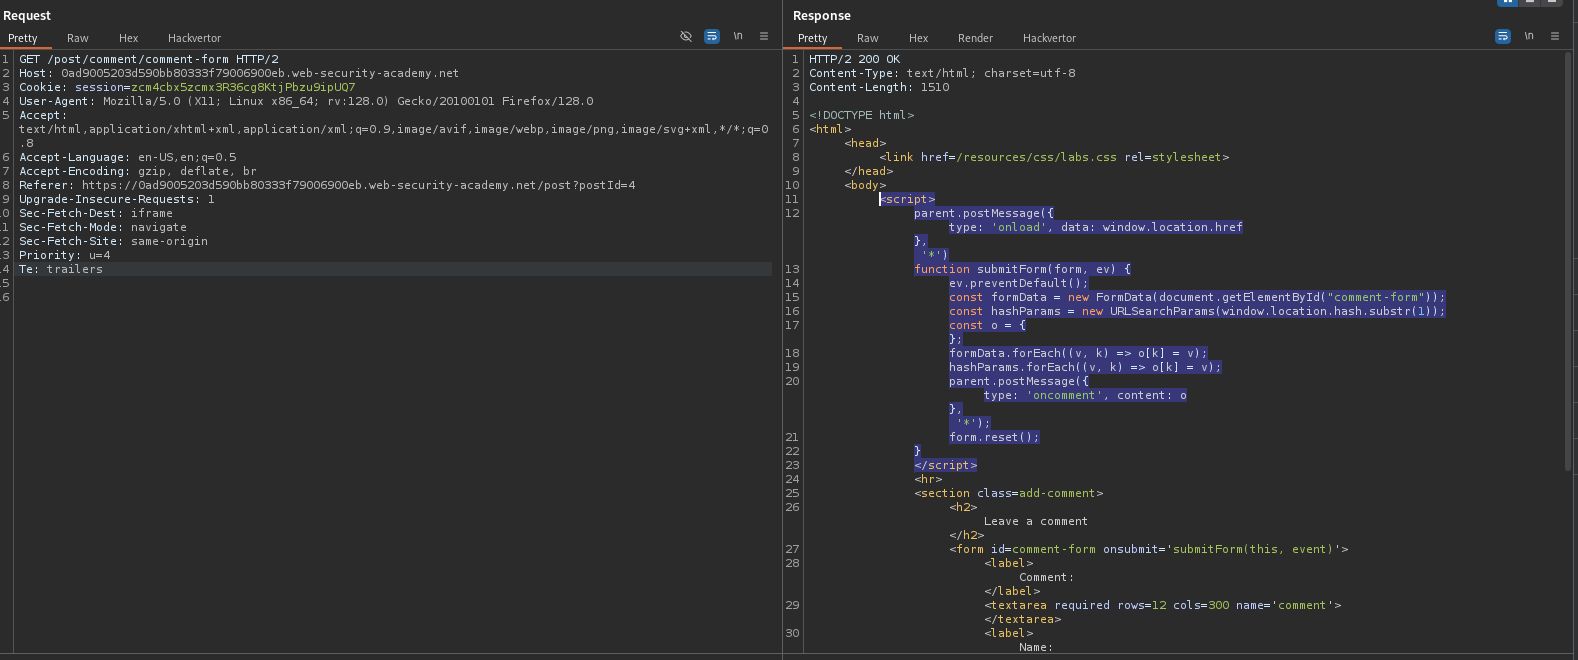 Request
Pretty Raw Hex Hackvertor
\n
1 GET /post/comment/comment-form HTTP/2
2 Host: 0ad9005203d590bb80333f79006900eb.web-security-academy.net
3 Cookie: session=zcm4cbx5zcmx3R36cg8KtjPbzu9ipUQ7
4 User-Agent: Mozilla/5.0 (X11; Linux x86_64; rv:128.0) Gecko/20100101 Firefox/128.0
5 Accept:
text/html,application/xhtml+xml,application/xml;q=0.9,image/avif,image/webp,image/png,image/svg+xml,*/*;q=0
.8
6 Accept-Language: en-US,en;q=0.5
7 Accept-Encoding: gzip, deflate, br
8 Referer: https://0ad9005203d590bb80333f79006900eb.web-security-academy.net/post?postId=4
9 Upgrade-Insecure-Requests: 1
0 Sec-Fetch-Dest: iframe
1 Sec-Fetch-Mode: navigate
2 Sec-Fetch-Site: same-origin
3 Priority: u=4
4 Te: trailers
5
6
Response
Pretty Raw Hex Render Hackvertor
\n
1 HTTP/2 200 OK
2 Content-Type: text/html; charset=utf-8
3 Content-Length: 1510
4
5 <!DOCTYPE html>
6 <html>
7 <head>
8 <link href=/resources/css/labs.css rel=stylesheet>
9 </head>
10 <body>
11 <script>
12 parent.postMessage({
type: 'onload', data: window.location.href
},
'*')
13 function submitForm(form, ev) {
14 ev.preventDefault();
15 const formData = new FormData(document.getElementById("comment-form"));
16 const hashParams = new URLSearchParams(window.location.hash.substr(1));
17 const o = {
};
18 formData.forEach((v, k) => o[k] = v);
19 hashParams.forEach((v, k) => o[k] = v);
20 parent.postMessage({
type: 'oncomment', content: o
},
'*');
21 form.reset();
22 }
23 </script>
24 <hr>
25 <section class=add-comment>
26 <h2>
Leave a comment
</h2>
27 <form id=comment-form onsubmit='submitForm(this, event)'>
28 <label>
Comment:
</label>
29 <textarea required rows=12 cols=300 name='comment'>
</textarea>
30 <label>
Name: